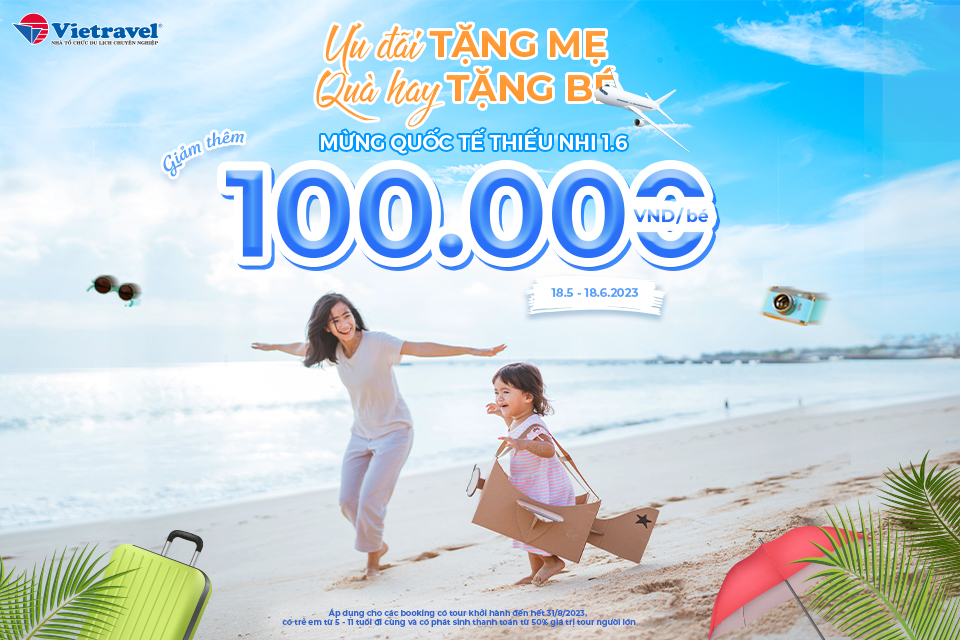 Vietravel®
NHÀ TỔ CHỨC DU LỊCH CHUYÊN NGHIỆP
Ưu đãi TẶNG MẸ
Quà hay TẶNG BÉ
MỪNG QUỐC TẾ THIẾU NHI 1.6
Giảm thêm
100.000
VND/bé
18.5 - 18.6.2023
Áp dụng cho các booking có tour khởi hành đến hết 31/8/2023,
có trẻ em từ 5 - 11 tuổi đi cùng và có phát sinh thanh toán từ 50% giá trị tour người lớn